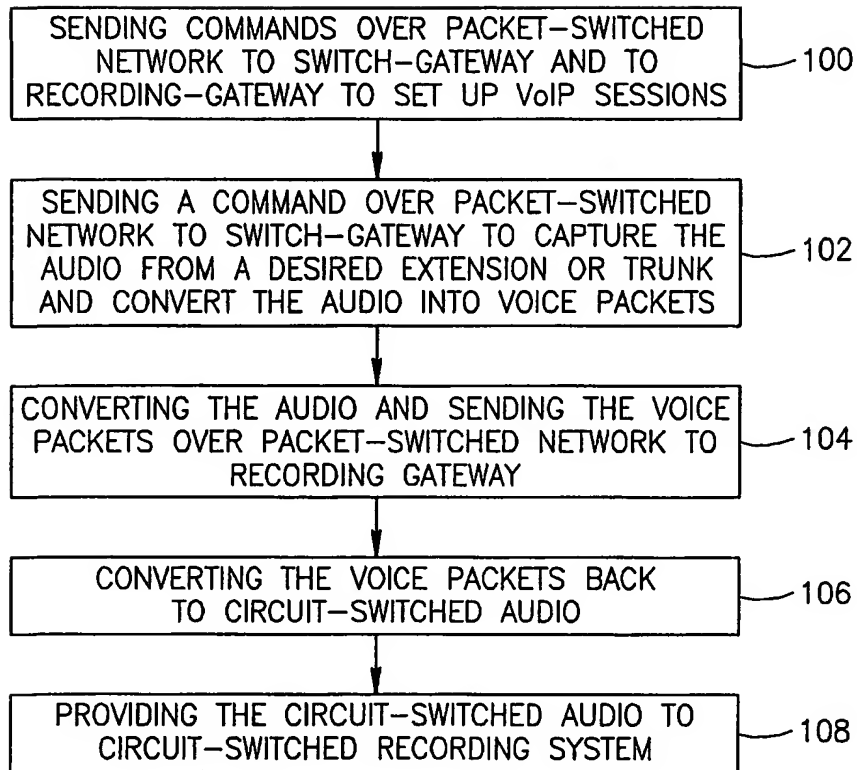 SENDING COMMANDS OVER PACKET-SWITCHED
NETWORK TO SWITCH-GATEWAY AND TO
RECORDING-GATEWAY TO SET UP VoIP SESSIONS
100
SENDING A COMMAND OVER PACKET-SWITCHED
NETWORK TO SWITCH-GATEWAY TO CAPTURE THE
AUDIO FROM A DESIRED EXTENSION OR TRUNK
AND CONVERT THE AUDIO INTO VOICE PACKETS
102
CONVERTING THE AUDIO AND SENDING THE VOICE
PACKETS OVER PACKET-SWITCHED NETWORK TO
RECORDING GATEWAY
104
CONVERTING THE VOICE PACKETS BACK
TO CIRCUIT-SWITCHED AUDIO
106
PROVIDING THE CIRCUIT-SWITCHED AUDIO TO
CIRCUIT-SWITCHED RECORDING SYSTEM
108